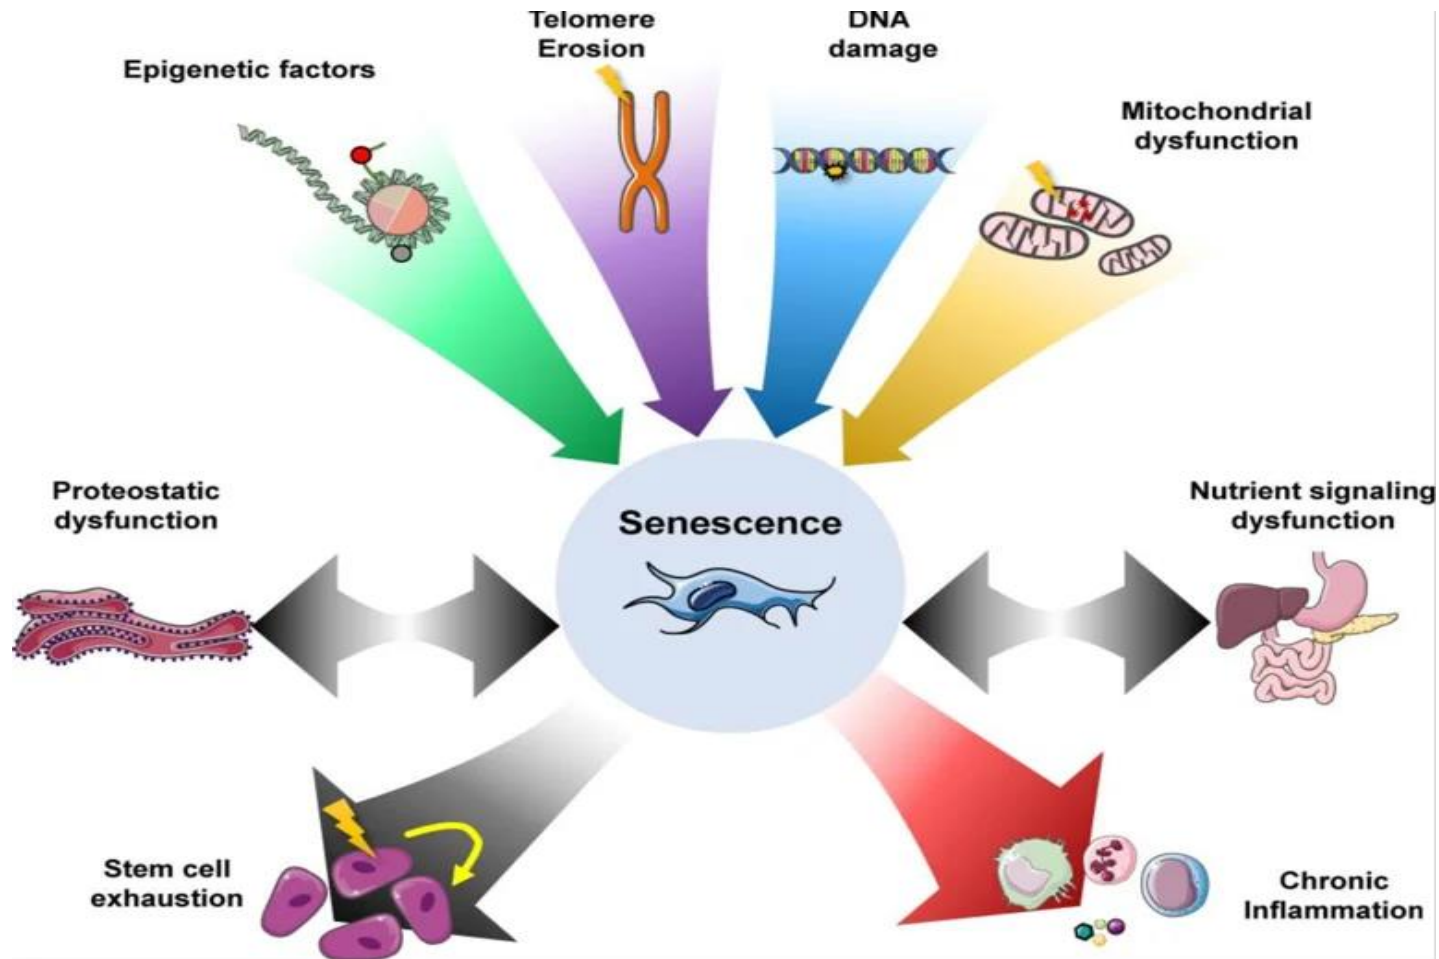 Telomere
Erosion
DNA
damage
Epigenetic factors
Mitochondrial
dysfunction
Proteostatic
dysfunction
Senescence
Nutrient signaling
dysfunction
Stem cell
exhaustion
Chronic
Inflammation